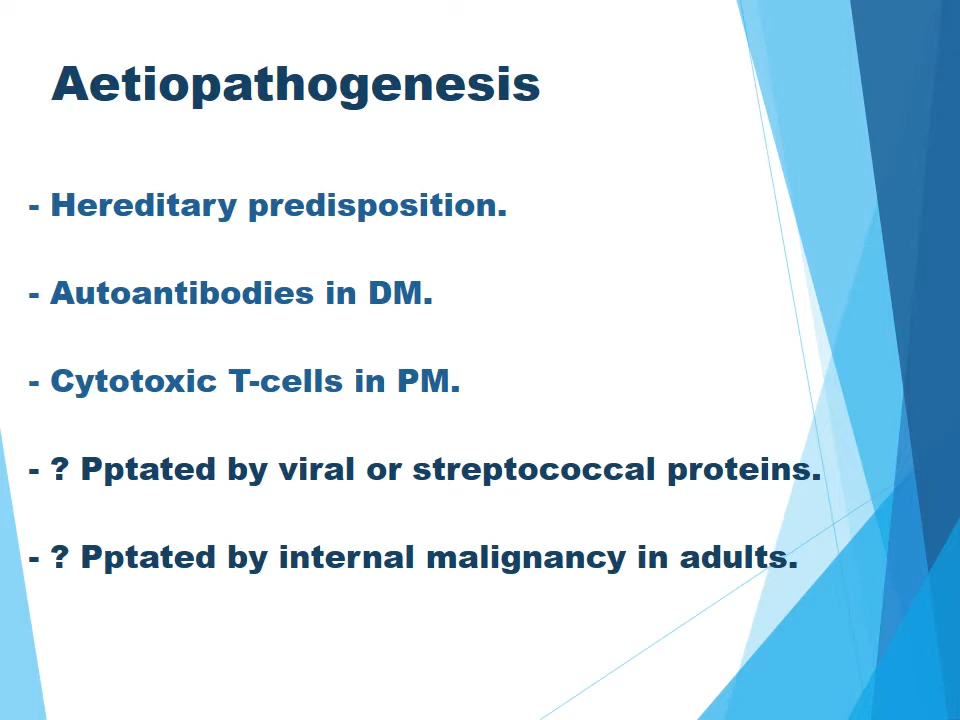 Aetiopathogenesis
- Hereditary predisposition.
- Autoantibodies in DM.
- Cytotoxic T-cells in PM.
- ? Pptated by viral or streptococcal proteins.
- ? Pptated by internal malignancy in adults.